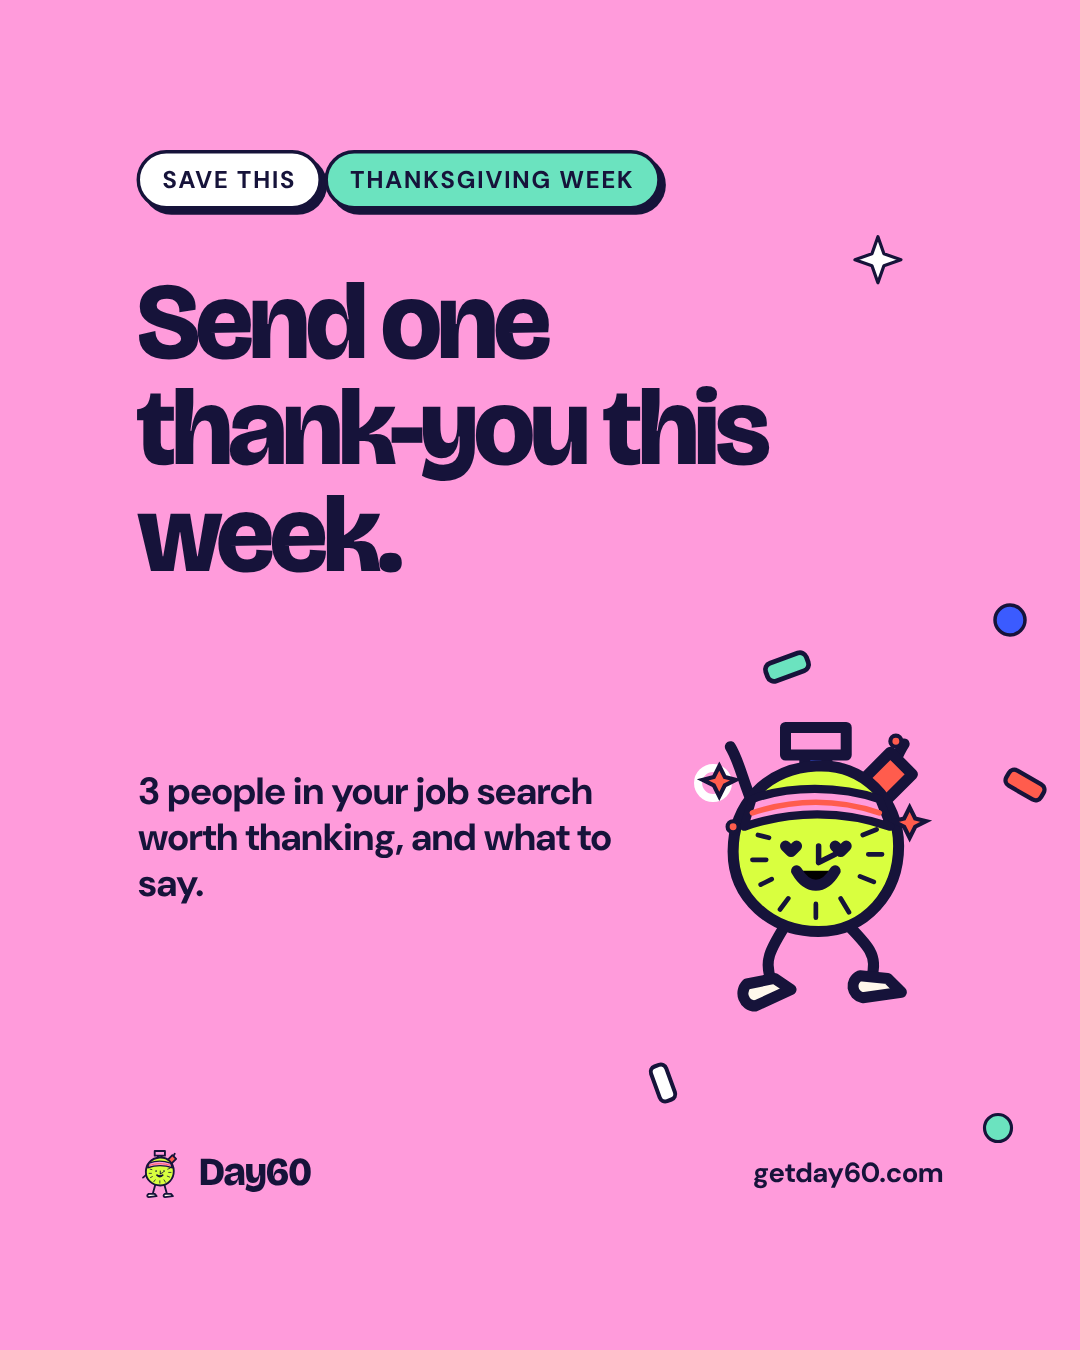 SAVE THIS THANKSGIVING WEEK
Send one
thank-you this
week.
3 people in your job search
worth thanking, and what to
say.
Day60 getday60.com